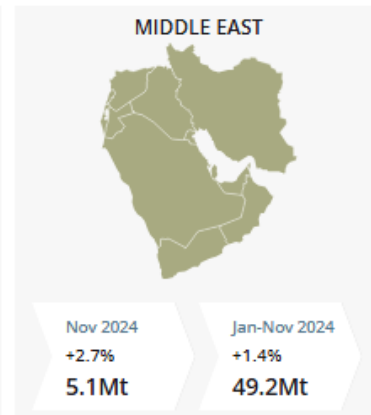 MIDDLE EAST
Nov 2024
+2.7%
5.1Mt
Jan-Nov 2024
+1.4%
49.2Mt